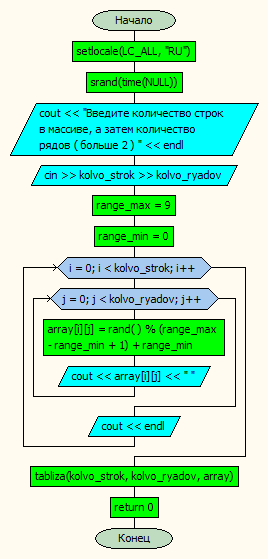 Начало
setlocale(LC_ALL, "RU")
srand(time(NULL))
cout << "Введите количество строк
в массиве, а затем количество
рядов ( больше 2 ) " << endl
cin >> kolvo_strok >> kolvo_ryadov
range_max = 9
range_min = 0
i = 0; i < kolvo_strok; i++
j = 0; j < kolvo_ryadov; j++
array[i][j] = rand( ) % (range_max
- range_min + 1) + range_min
cout << array[i][j] << " "
cout << endl
tabliza(kolvo_strok, kolvo_ryadov, array)
return 0
Конец